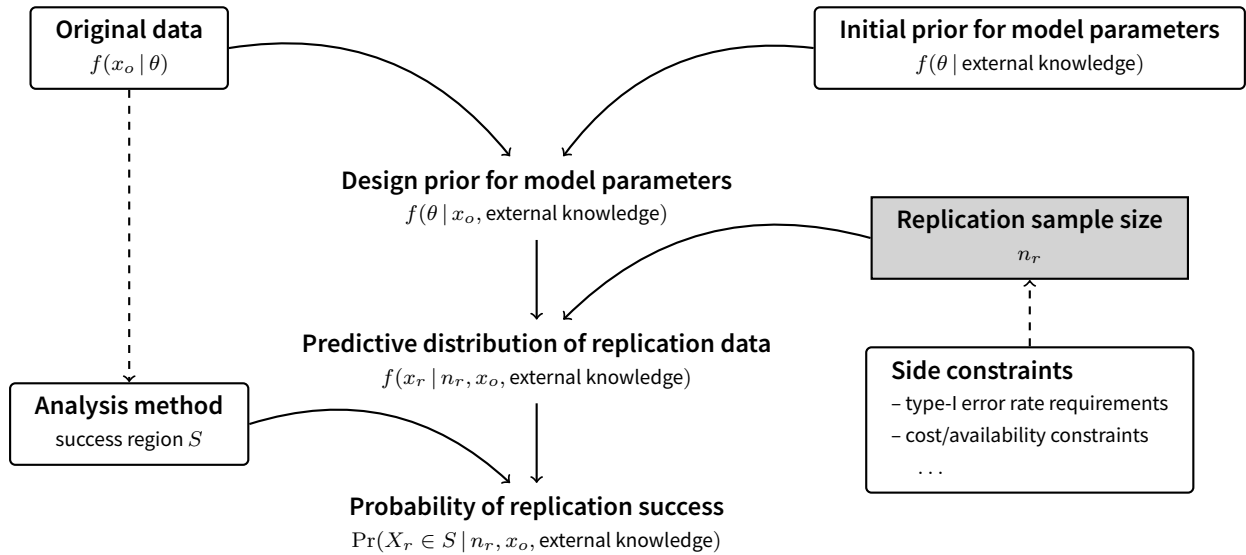 Original data
f(x_o | θ)
Initial prior for model parameters
f(θ | external knowledge)
Design prior for model parameters
f(θ | x_o, external knowledge)
Replication sample size
n_r
Predictive distribution of replication data
f(x_r | n_r, x_o, external knowledge)
Side constraints
– type-I error rate requirements
– cost/availability constraints
...
Analysis method
success region S
Probability of replication success
Pr(X_r ∈ S | n_r, x_o, external knowledge)